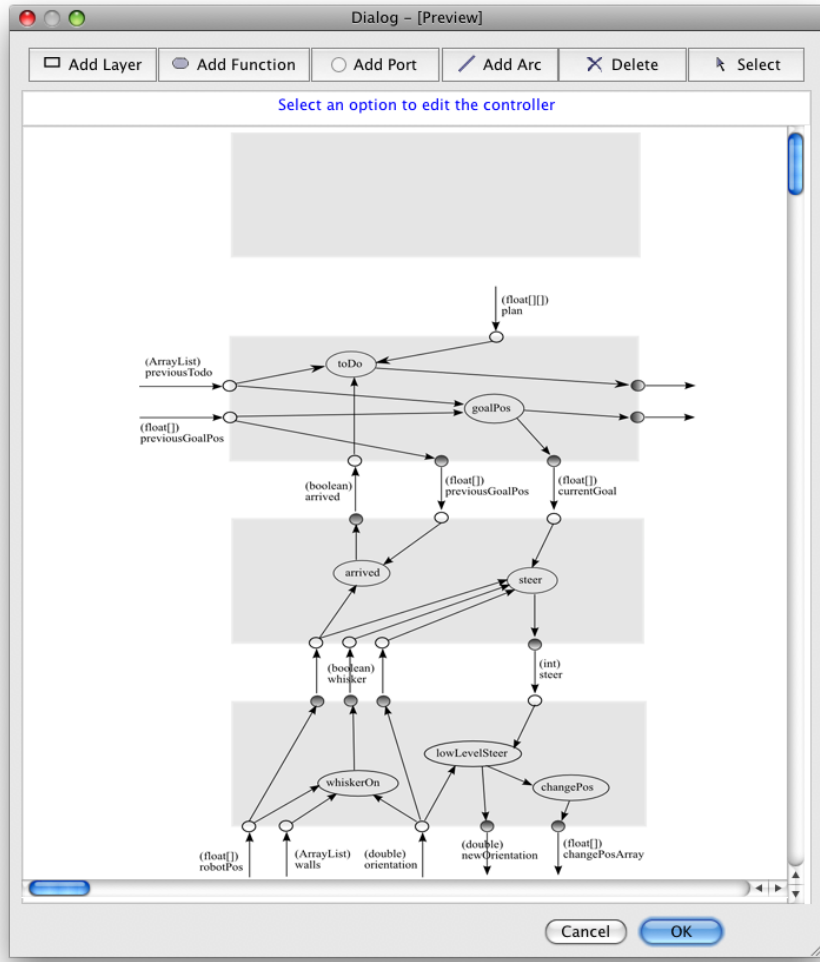 Dialog – [Preview]
Add Layer
Add Function
Add Port
Add Arc
Delete
Select
Select an option to edit the controller
(float[][])
plan
(ArrayList)
previousTodo
toDo
goalPos
(float[])
previousGoalPos
(boolean)
arrived
(float[])
previousGoalPos
(float[])
currentGoal
arrived
steer
(boolean)
whisker
(int)
steer
lowLevelSteer
whiskerOn
changePos
(float[])
robotPos
(ArrayList)
walls
(double)
orientation
(double)
newOrientation
(float[])
changePosArray
Cancel
OK